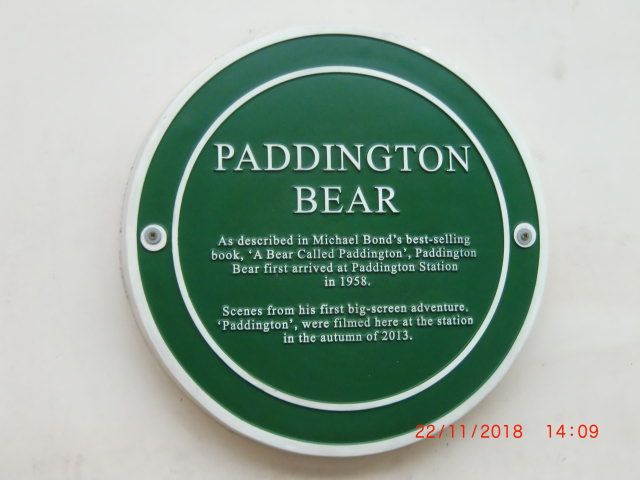 PADDINGTON
BEAR
As described in Michael Bond's best-selling
book, 'A Bear Called Paddington', Paddington
Bear first arrived at Paddington Station
in 1958.
Scenes from his first big-screen adventure.
'Paddington', were filmed here at the station
in the autumn of 2013.
22/11/2018 14:09